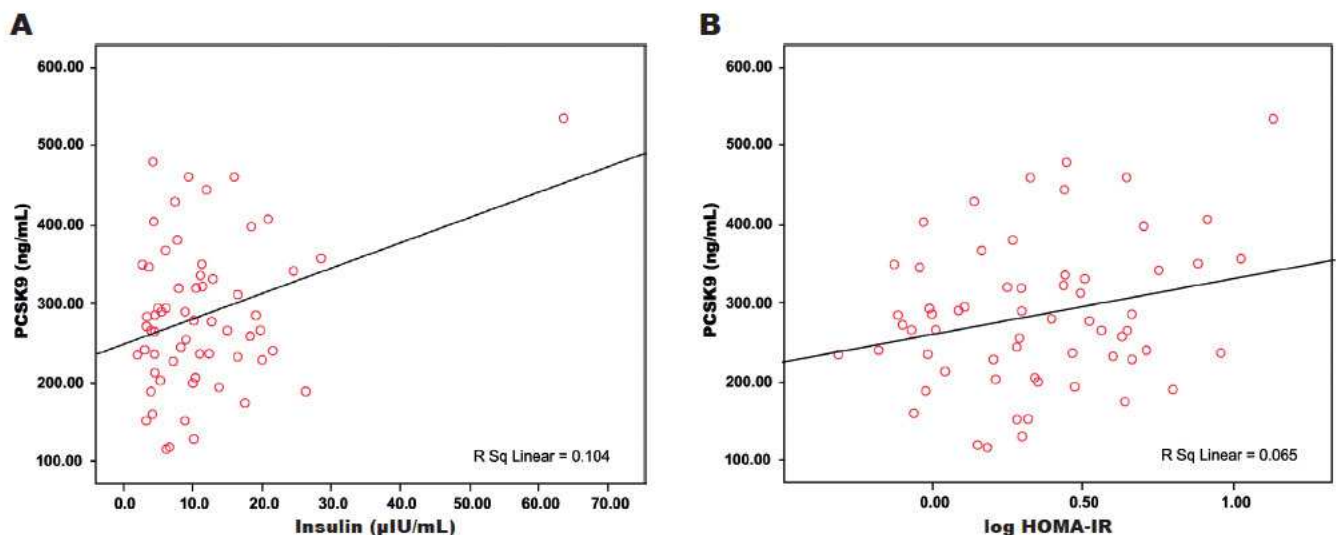 A
PCSK9 (ng/mL)
600.00
500.00
400.00
300.00
200.00
100.00
R Sq Linear = 0.104
0.0 10.0 20.0 30.0 40.0 50.0 60.0 70.00
Insulin (µIU/mL)
B
PCSK9 (ng/mL)
600.00
500.00
400.00
300.00
200.00
100.00
R Sq Linear = 0.065
0.00 0.50 1.00
log HOMA-IR